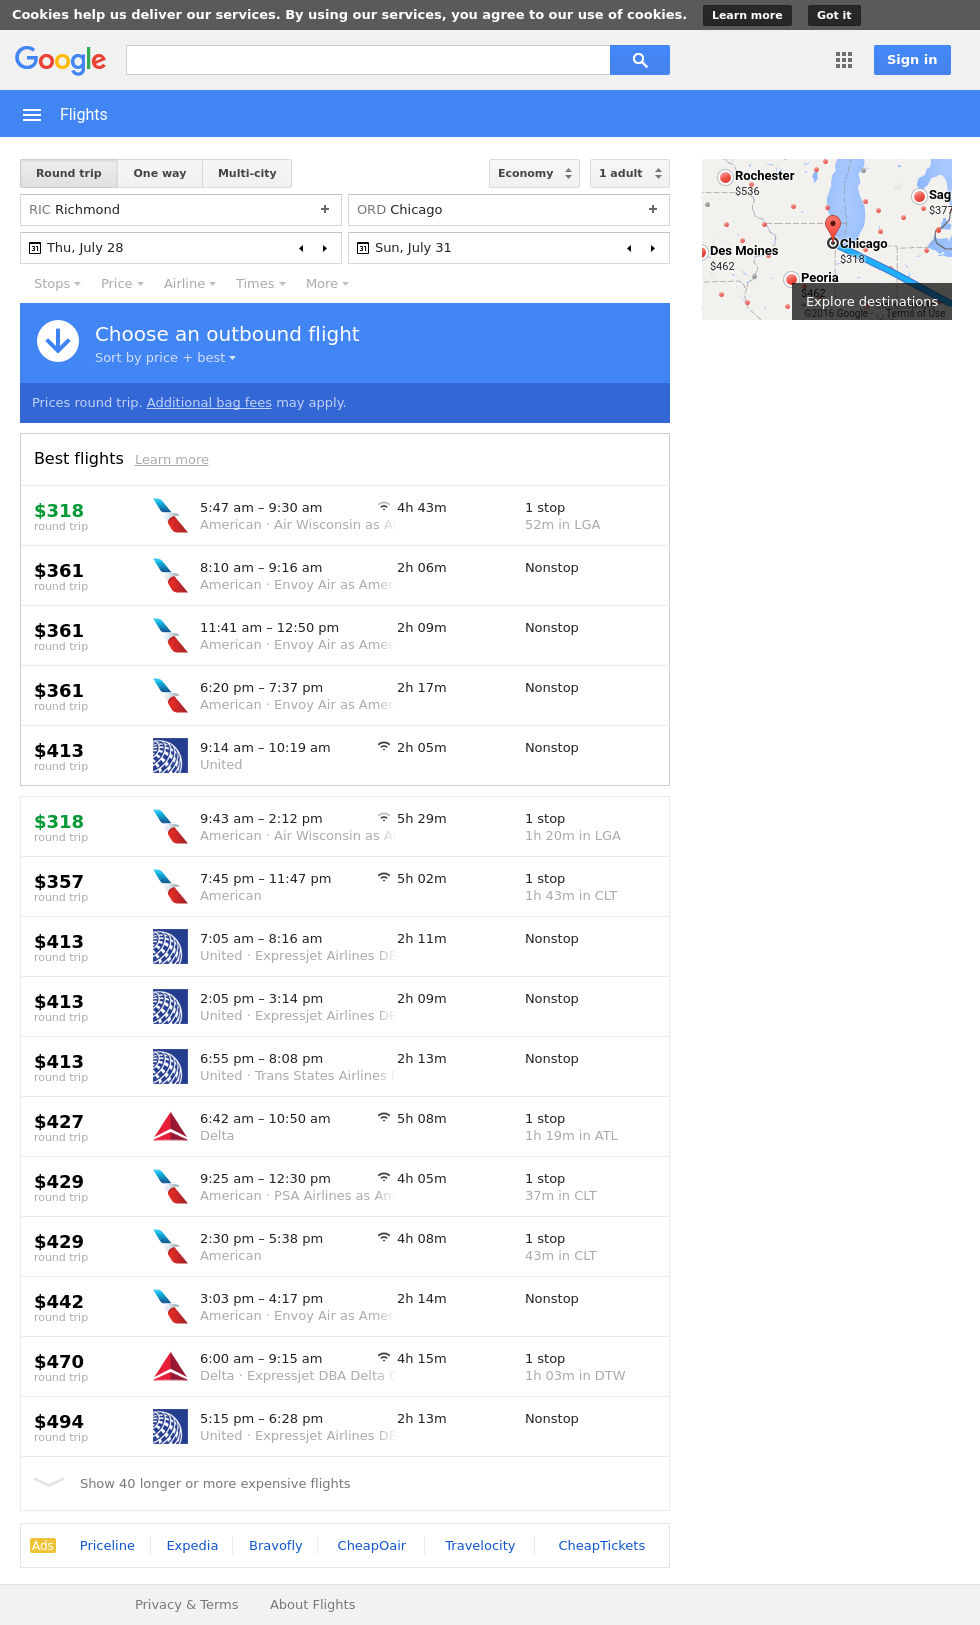 Cookies help us deliver our services. By using our services, you agree to our use of cookies. Learn more Got it
Google Sign in
Flights
Round trip One way Multi-city Economy 1 adult
RIC Richmond + ORD Chicago +
31 Thu, July 28 31 Sun, July 31
Stops Price Airline Times More
Choose an outbound flight
Sort by price + best
Prices round trip. Additional bag fees may apply.
Rochester
$536
Sag
$377
Chicago
$318
Des Moines
$462
Peoria
$462
Explore destinations
©2016 Google - Terms of Use
Best flights Learn more
$318 5:47 am – 9:30 am 4h 43m 1 stop
round trip American · Air Wisconsin as A 52m in LGA
$361 8:10 am – 9:16 am 2h 06m Nonstop
round trip American · Envoy Air as Amer
$361 11:41 am – 12:50 pm 2h 09m Nonstop
round trip American · Envoy Air as Amer
$361 6:20 pm – 7:37 pm 2h 17m Nonstop
round trip American · Envoy Air as Amer
$413 9:14 am – 10:19 am 2h 05m Nonstop
round trip United
$318 9:43 am – 2:12 pm 5h 29m 1 stop
round trip American · Air Wisconsin as A 1h 20m in LGA
$357 7:45 pm – 11:47 pm 5h 02m 1 stop
round trip American 1h 43m in CLT
$413 7:05 am – 8:16 am 2h 11m Nonstop
round trip United · Expressjet Airlines DB
$413 2:05 pm – 3:14 pm 2h 09m Nonstop
round trip United · Expressjet Airlines DB
$413 6:55 pm – 8:08 pm 2h 13m Nonstop
round trip United · Trans States Airlines D
$427 6:42 am – 10:50 am 5h 08m 1 stop
round trip Delta 1h 19m in ATL
$429 9:25 am – 12:30 pm 4h 05m 1 stop
round trip American · PSA Airlines as Am 37m in CLT
$429 2:30 pm – 5:38 pm 4h 08m 1 stop
round trip American 43m in CLT
$442 3:03 pm – 4:17 pm 2h 14m Nonstop
round trip American · Envoy Air as Amer
$470 6:00 am – 9:15 am 4h 15m 1 stop
round trip Delta · Expressjet DBA Delta C 1h 03m in DTW
$494 5:15 pm – 6:28 pm 2h 13m Nonstop
round trip United · Expressjet Airlines DB
Show 40 longer or more expensive flights
Ads Priceline Expedia Bravofly CheapOair Travelocity CheapTickets
Privacy & Terms About Flights